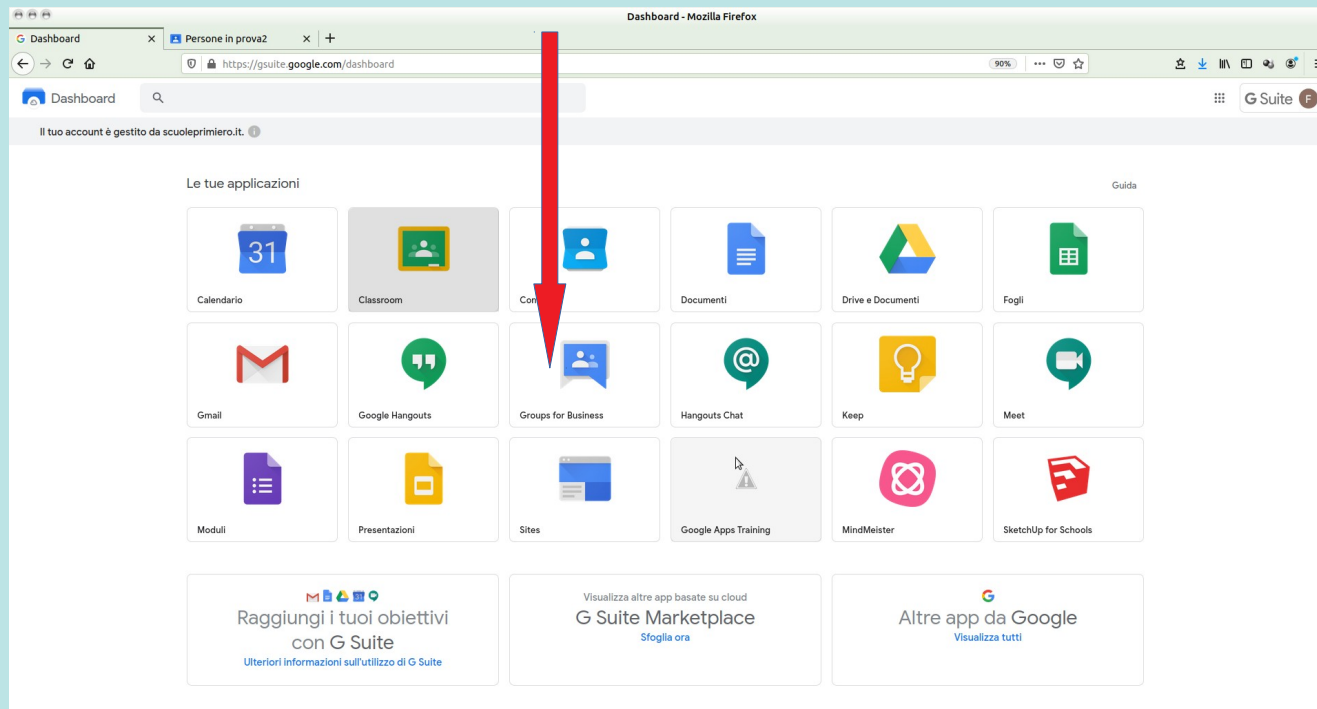 Dashboard - Mozilla Firefox
Dashboard
Persone in prova2
https://gsuite.google.com/dashboard
90%
Dashboard
G Suite F
Il tuo account è gestito da scuoleprimiero.it.
Le tue applicazioni
Guida
31
Calendario
Classroom
Documenti
Drive e Documenti
Fogli
Gmail
Google Hangouts
Groups for Business
Hangouts Chat
Keep
Meet
Moduli
Presentazioni
Sites
Google Apps Training
MindMeister
SketchUp for Schools
Raggiungi i tuoi obiettivi
con G Suite
Ulteriori informazioni sull'utilizzo di G Suite
Visualizza altre app basate su cloud
G Suite Marketplace
Sfoglia ora
Altre app da Google
Visualizza tutti